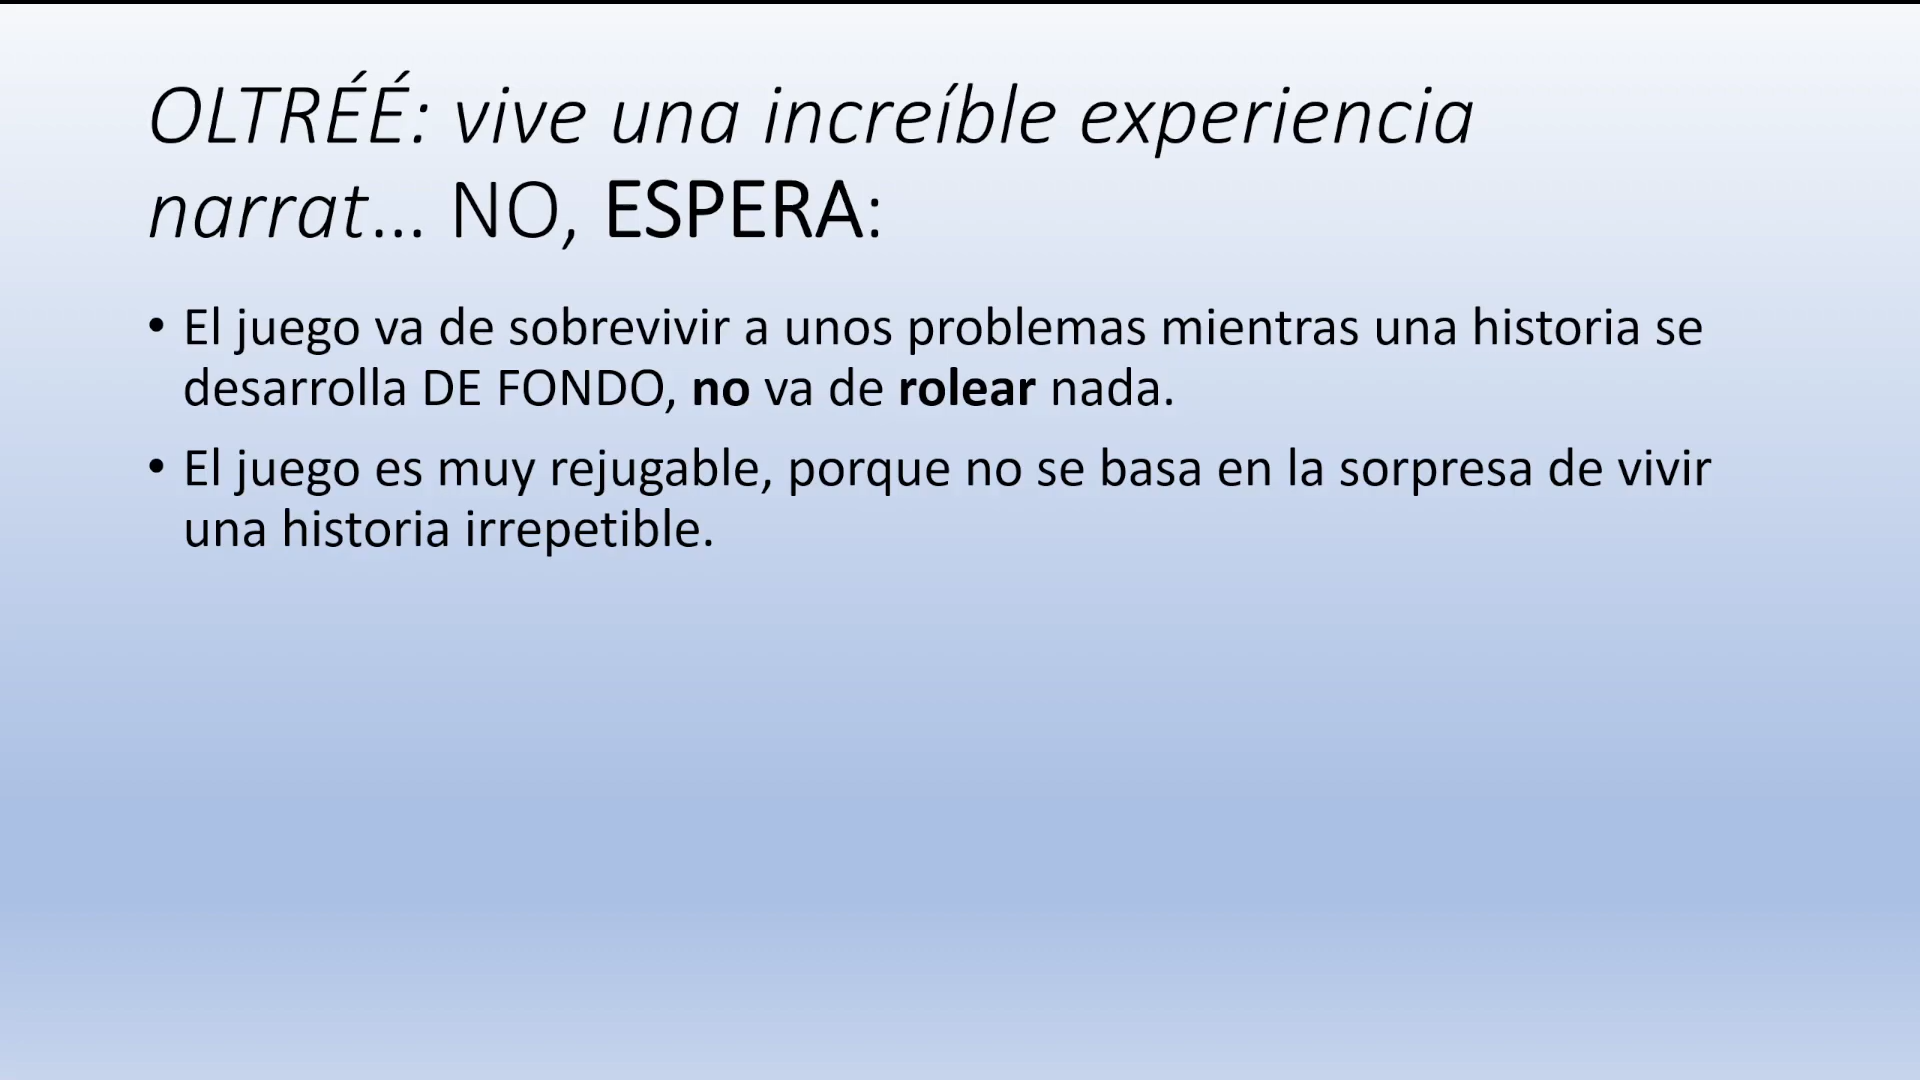 OLTRÉÉ: vive una increíble experiencia
narrat… NO, ESPERA:
• El juego va de sobrevivir a unos problemas mientras una historia se
desarrolla DE FONDO, no va de rolear nada.
• El juego es muy rejugable, porque no se basa en la sorpresa de vivir
una historia irrepetible.